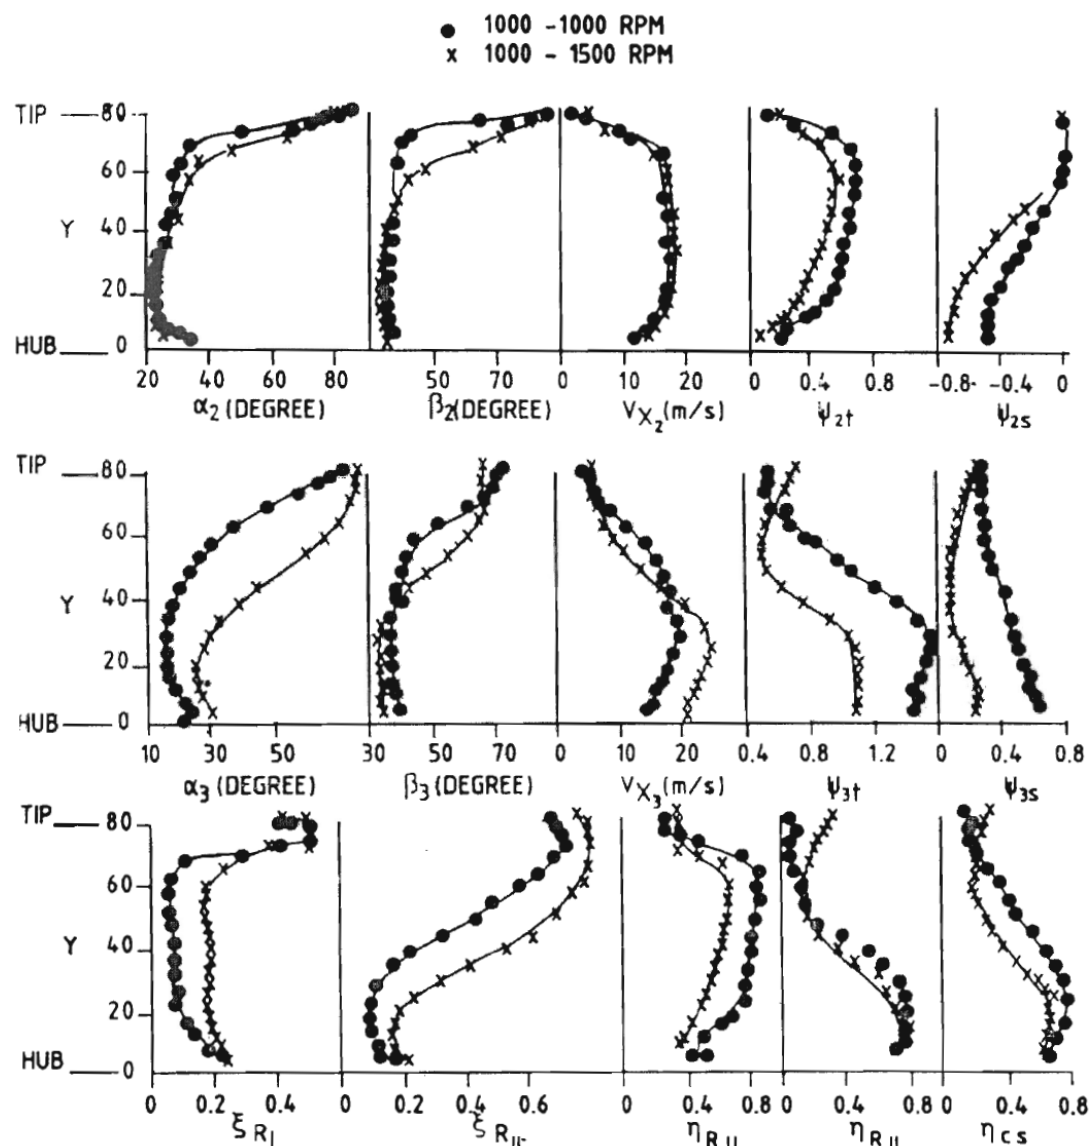 ● 1000 - 1000 RPM
x 1000 - 1500 RPM
TIP 80
60
Y 40
20
HUB 0
20 40 60 80 50 70 0 10 20 0 0.4 0.8 -0.8 -0.4 0
α2 (DEGREE) β2 (DEGREE) VX2 (m/s) ψ2t ψ2s
TIP 80
60
Y 40
20
HUB 0
10 30 50 30 50 70 0 10 20 0.4 0.8 1.2 0 0.4 0.8
α3 (DEGREE) β3 (DEGREE) VX3 (m/s) ψ3t ψ3s
TIP 80
60
Y 40
20
HUB 0
0 0.2 0.4 0 0.2 0.4 0.6 0.8 0 0.4 0.8 0 0.4 0.8 0.4 0.8
ξR ηR ηR ηcs